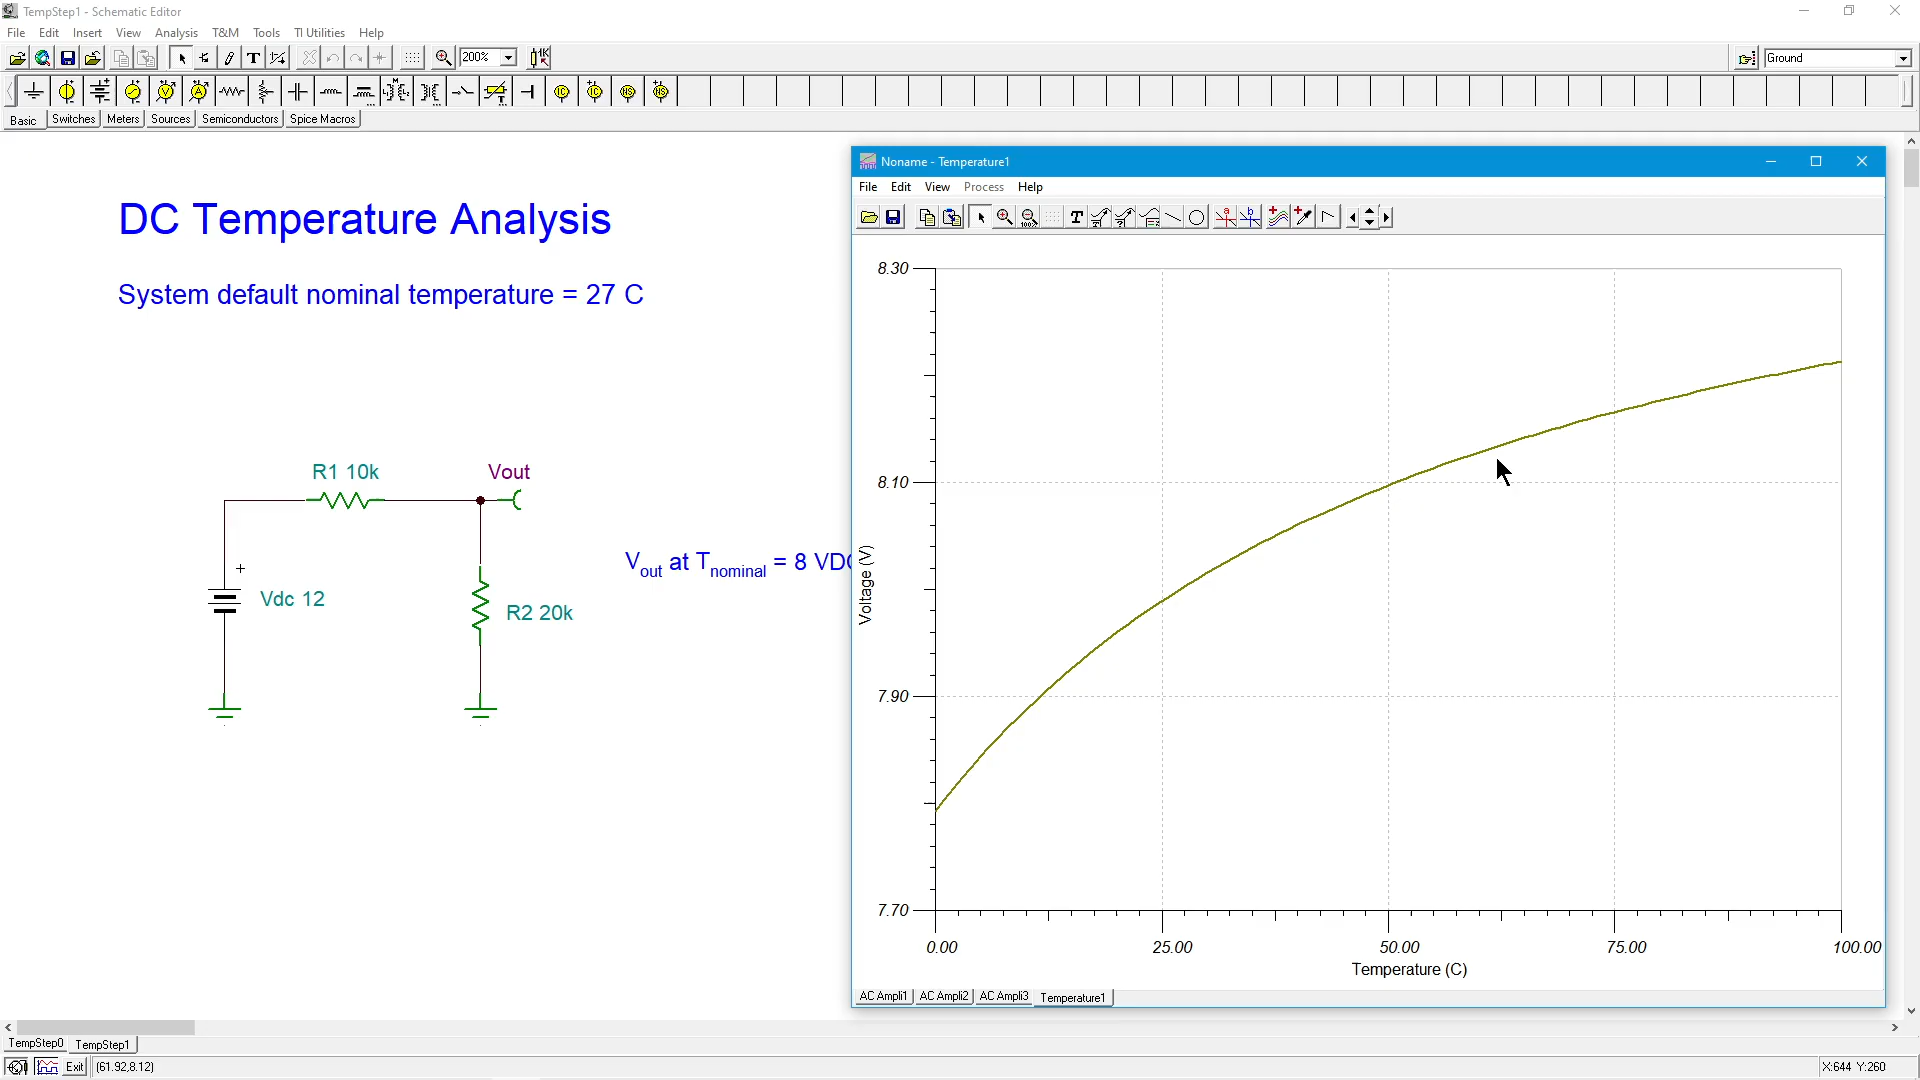 TempStep1 - Schematic Editor
File Edit Insert View Analysis T&M Tools TI Utilities Help
200%
Ground
Basic Switches Meters Sources Semiconductors Spice Macros
DC Temperature Analysis
System default nominal temperature = 27 C
R1 10k
Vout
+
Vdc 12
R2 20k
Vout at Tnominal = 8 VDC
Noname - Temperature1
File Edit View Process Help
8.30
8.10
7.90
7.70
Voltage (V)
0.00 25.00 50.00 75.00 100.00
Temperature (C)
AC Ampli1 AC Ampli2 AC Ampli3 Temperature1
TempStep0 TempStep1
Exit (61.92,8.12)
X:644 Y:260